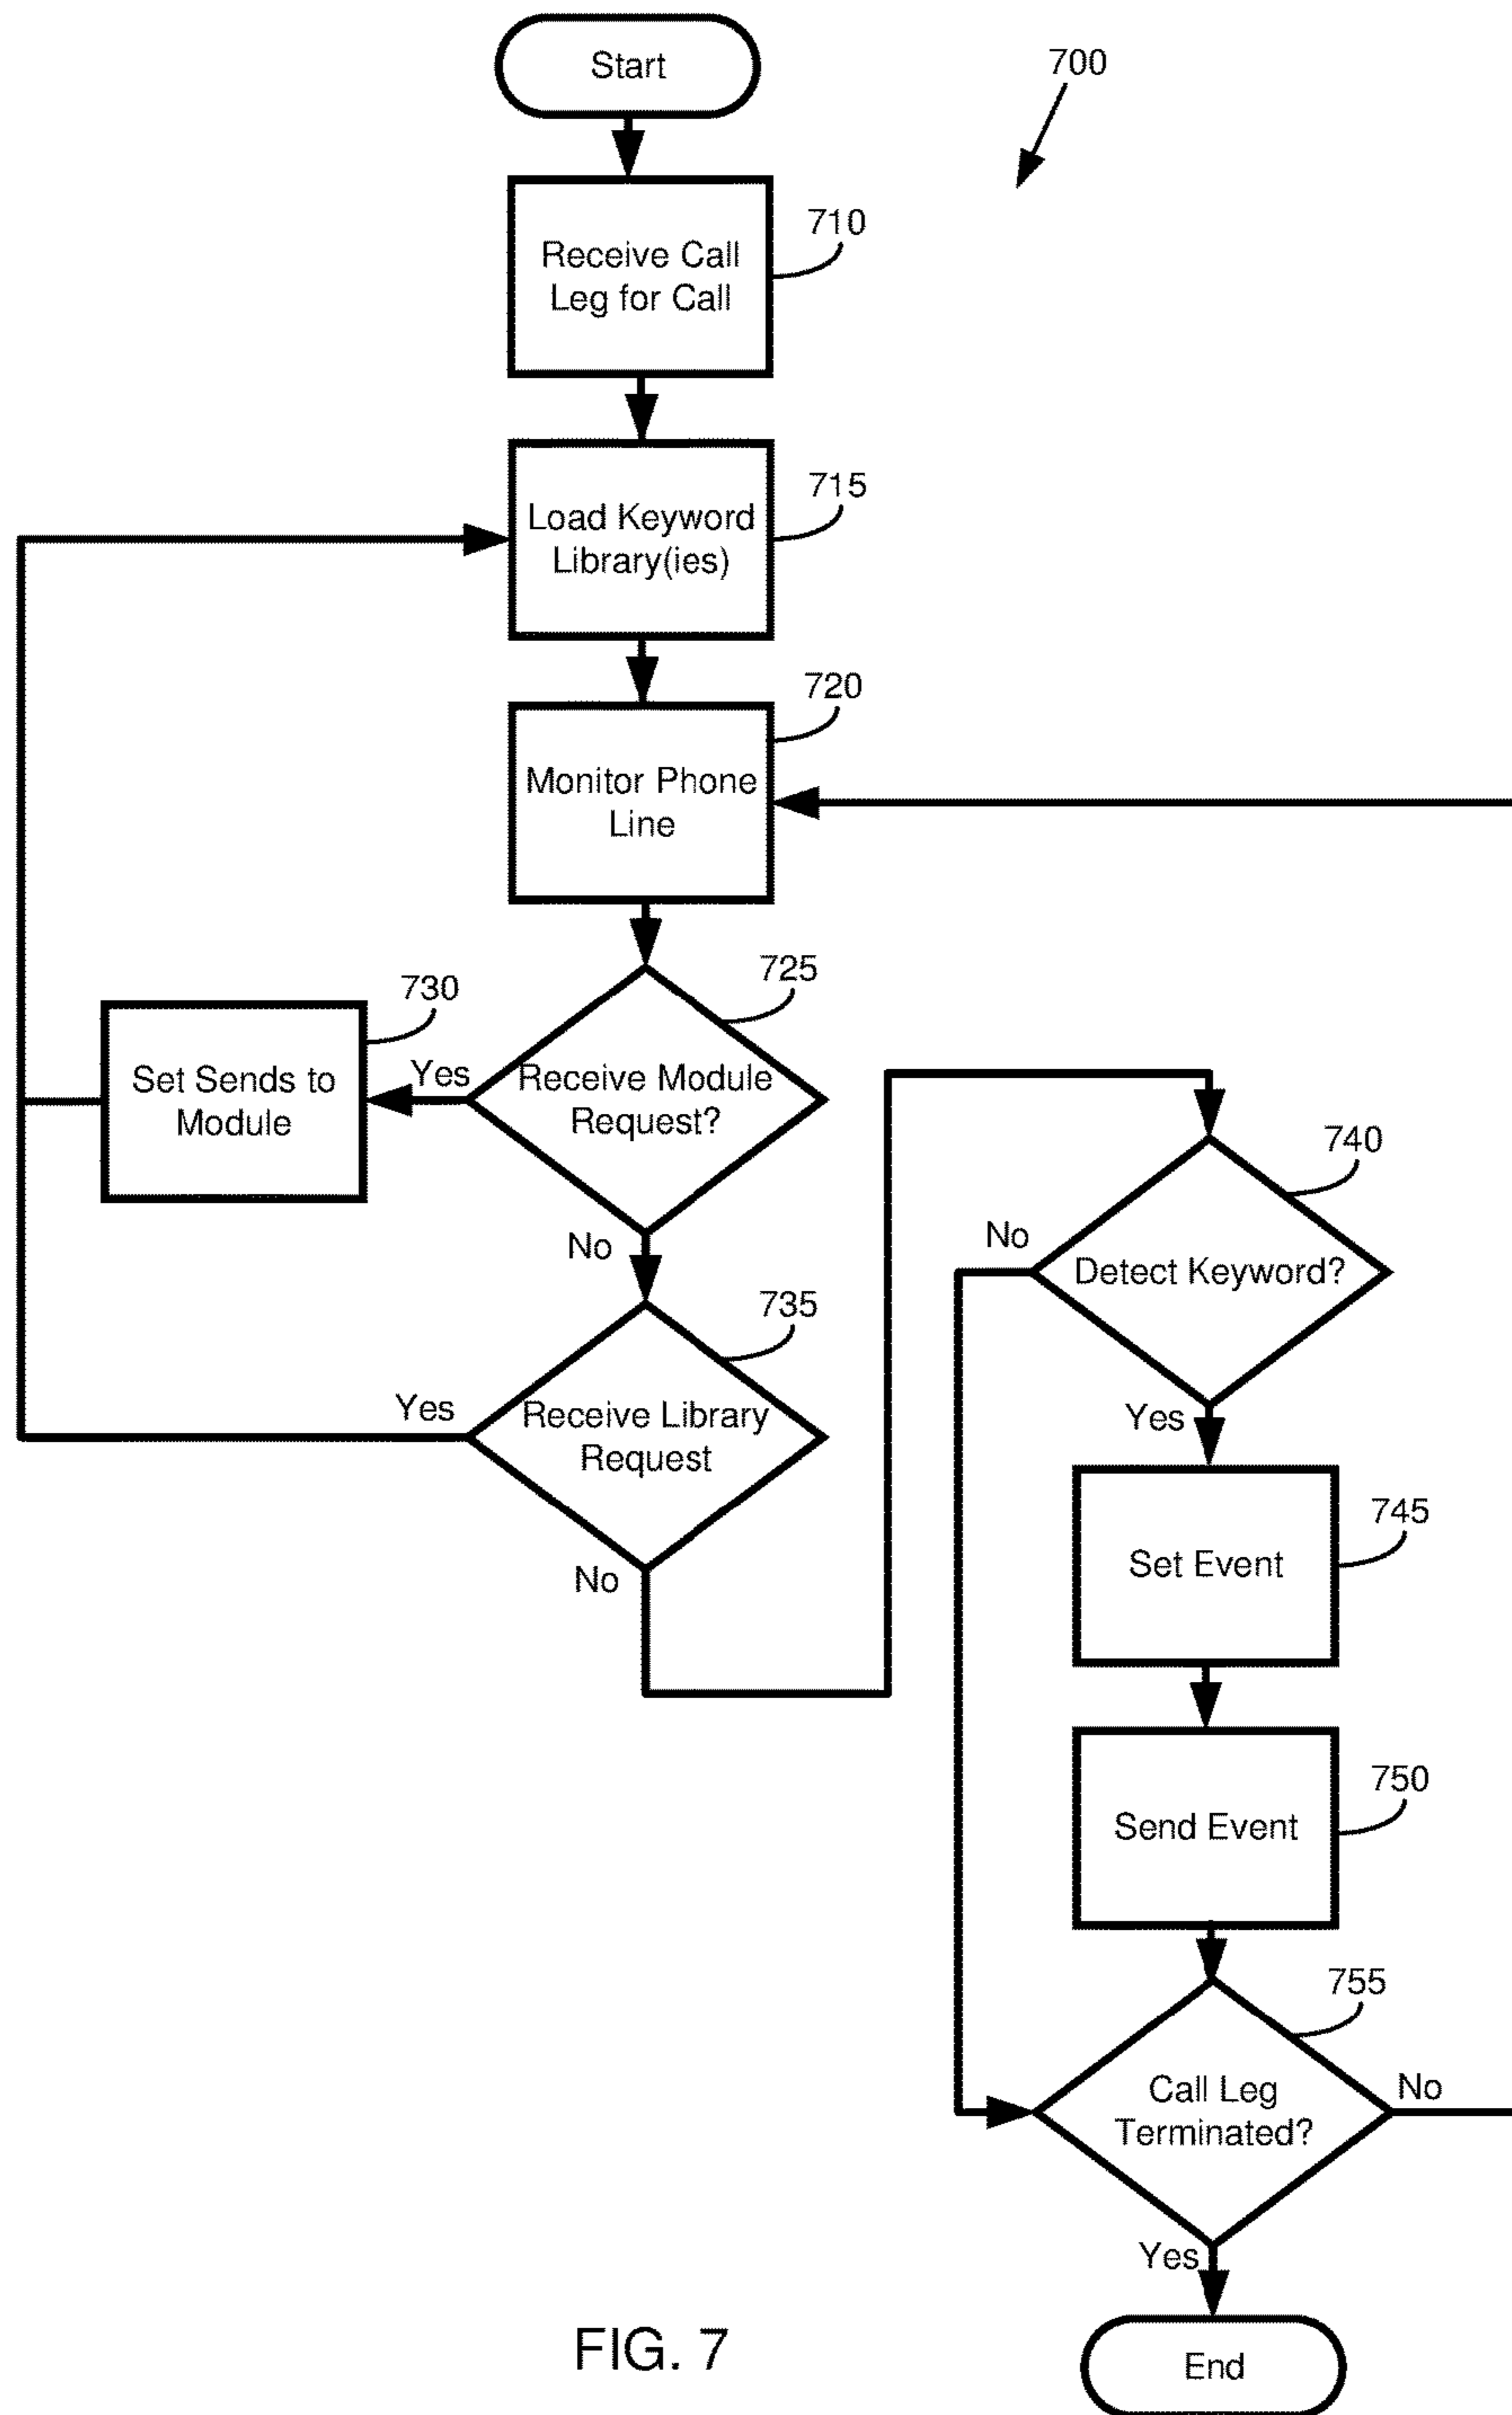 Start
700
710
Receive Call
Leg for Call
715
Load Keyword
Library(ies)
720
Monitor Phone
Line
725
730
Set Sends to
Module
Yes
Receive Module
Request?
No
735
Yes
Receive Library
Request
No
740
No
Detect Keyword?
Yes
745
Set Event
750
Send Event
755
Call Leg
Terminated?
No
Yes
End
FIG. 7